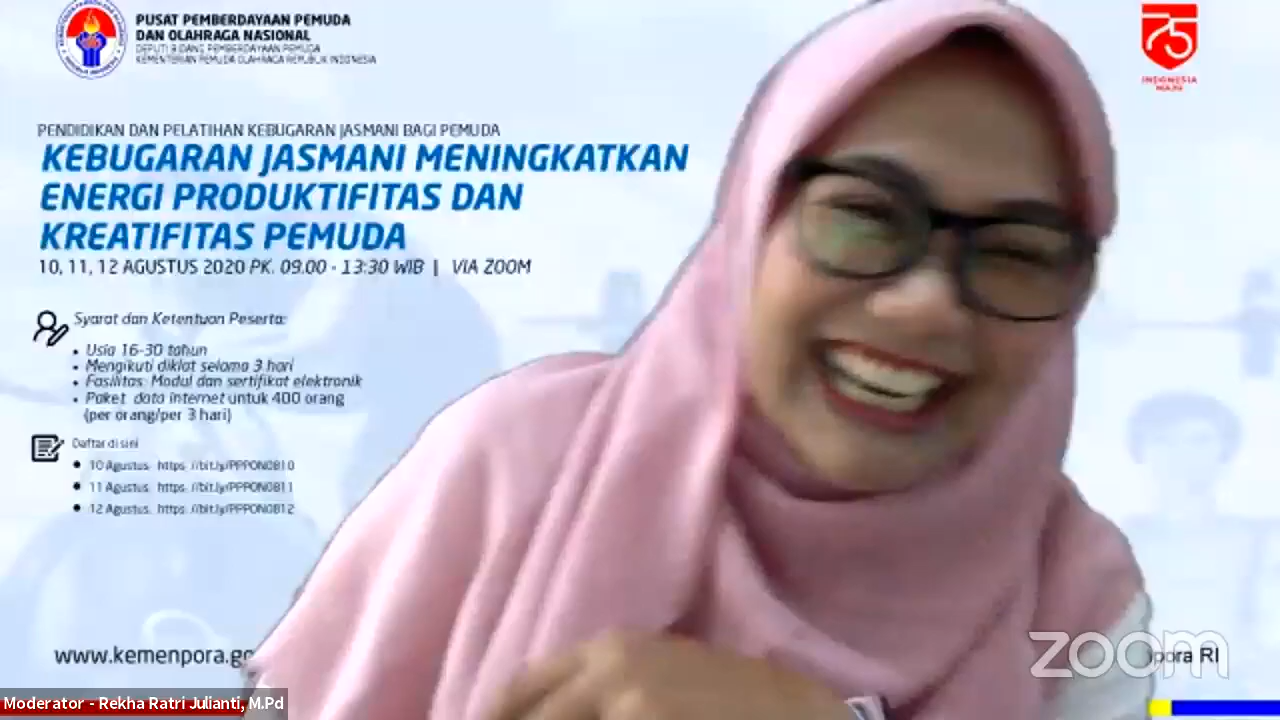 PUSAT PEMBERDAYAAN PEMUDA
DAN OLAHRAGA NASIONAL
DEPUTI BIDANG PEMBERDAYAAN PEMUDA
KEMENTERIAN PEMUDA OLAHRAGA REPUBLIK INDONESIA
75
INDONESIA
MAJU
PENDIDIKAN DAN PELATIHAN KEBUGARAN JASMANI BAGI PEMUDA
KEBUGARAN JASMANI MENINGKATKAN
ENERGI PRODUKTIFITAS DAN
KREATIFITAS PEMUDA
10, 11, 12 AGUSTUS 2020 PK. 09.00 - 13:30 WIB | VIA ZOOM
Syarat dan Ketentuan Peserta:
• Usia 16-30 tahun
• Mengikuti diklat selama 3 hari
• Fasilitas: Modul dan sertifikat elektronik
• Paket data internet untuk 400 orang
(per orang/per 3 hari)
Daftar di sini
• 10 Agustus https://bit.ly/PPPON0810
• 11 Agustus https://bit.ly/PPPON0811
• 12 Agustus https://bit.ly/PPPON0812
www.kemenpora.go
pora RI
zoom
Moderator - Rekha Ratri Julianti, M.Pd